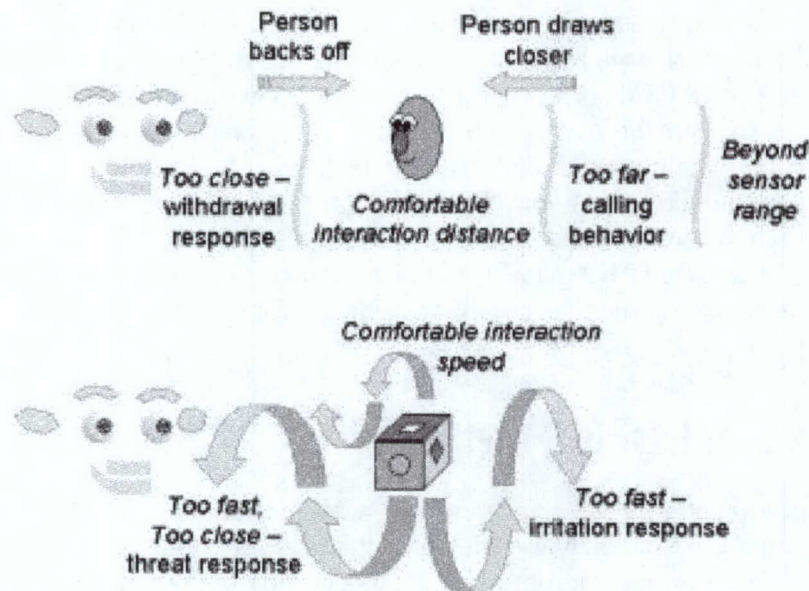 Person
backs off
Person draws
closer
Too close –
withdrawal
response
Comfortable
interaction distance
Too far –
calling
behavior
Beyond
sensor
range
Comfortable interaction
speed
Too fast,
Too close –
threat response
Too fast –
irritation response